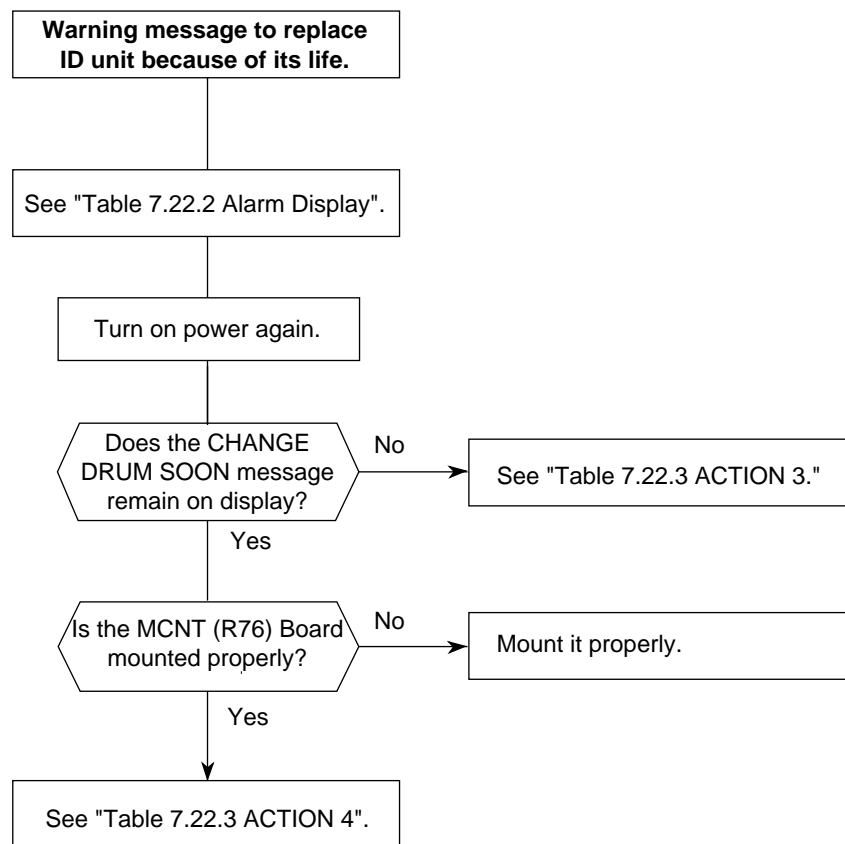 Warning message to replace
ID unit because of its life.
See "Table 7.22.2 Alarm Display".
Turn on power again.
Does the CHANGE
DRUM SOON message
remain on display?
No
See "Table 7.22.3 ACTION 3."
Yes
Is the MCNT (R76) Board
mounted properly?
No
Mount it properly.
Yes
See "Table 7.22.3 ACTION 4".